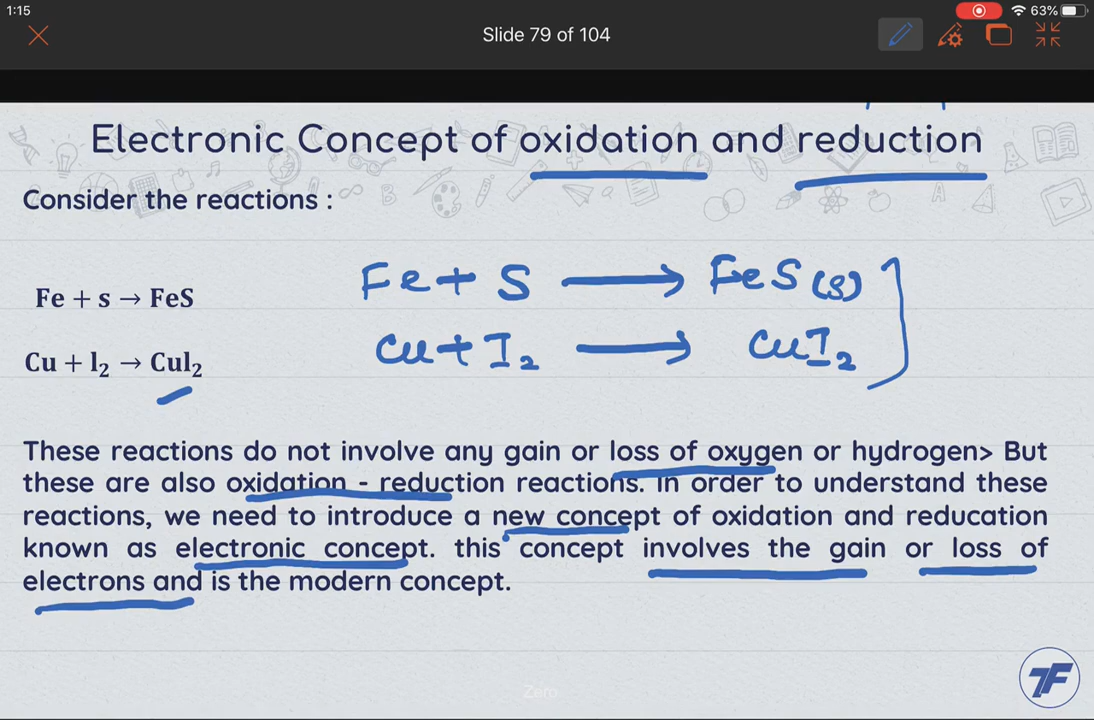 1:15
63%
Slide 79 of 104
Electronic Concept of oxidation and reduction
Consider the reactions :
Fe + S ⟶ FeS (s)
Fe + s → FeS
Cu + I₂ ⟶ CuI₂
Cu + l₂ → Cul₂
These reactions do not involve any gain or loss of oxygen or hydrogen> But
these are also oxidation - reduction reactions. In order to understand these
reactions, we need to introduce a new concept of oxidation and reducation
known as electronic concept. this concept involves the gain or loss of
electrons and is the modern concept.
Zero